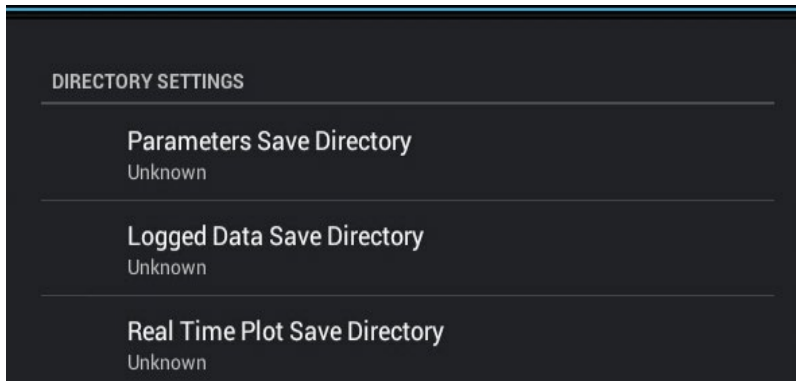 DIRECTORY SETTINGS
Parameters Save Directory
Unknown
Logged Data Save Directory
Unknown
Real Time Plot Save Directory
Unknown